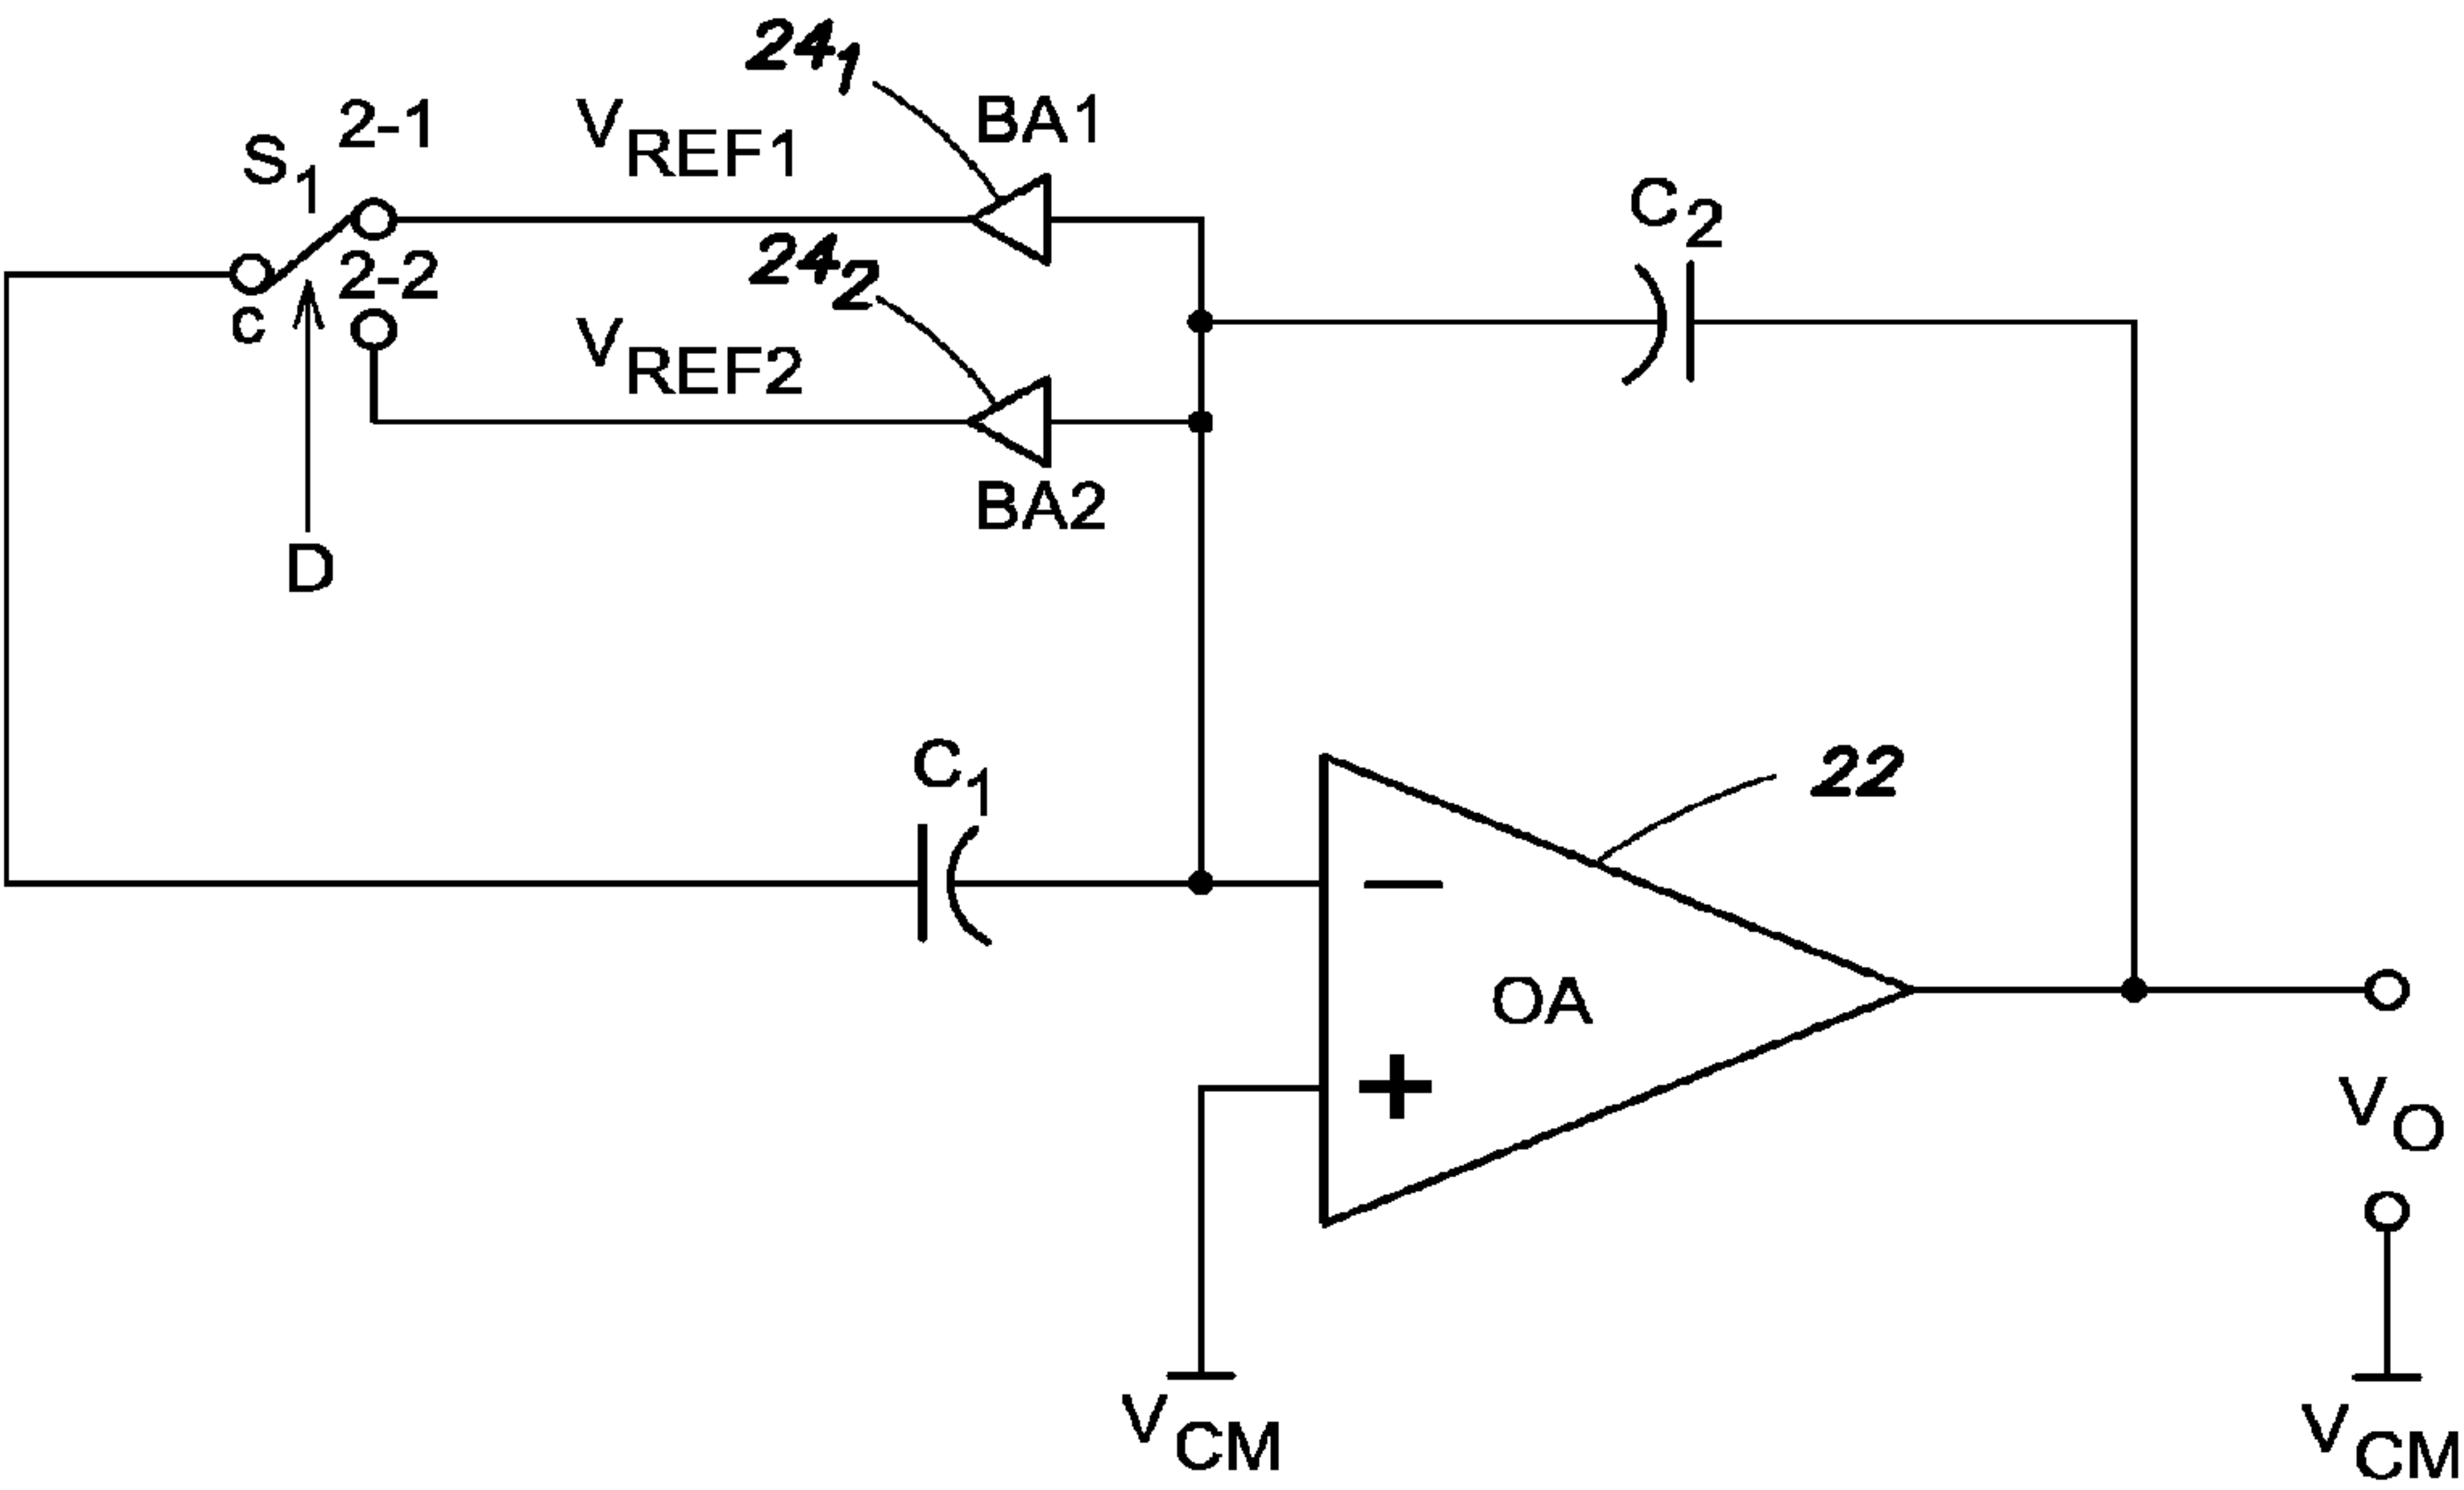 24₁
BA1
2-1
S₁
V_REF1
C₂
24₂
2-2
c
V_REF2
BA2
D
C₁
22
−
OA
+
V_O
V_CM
V_CM